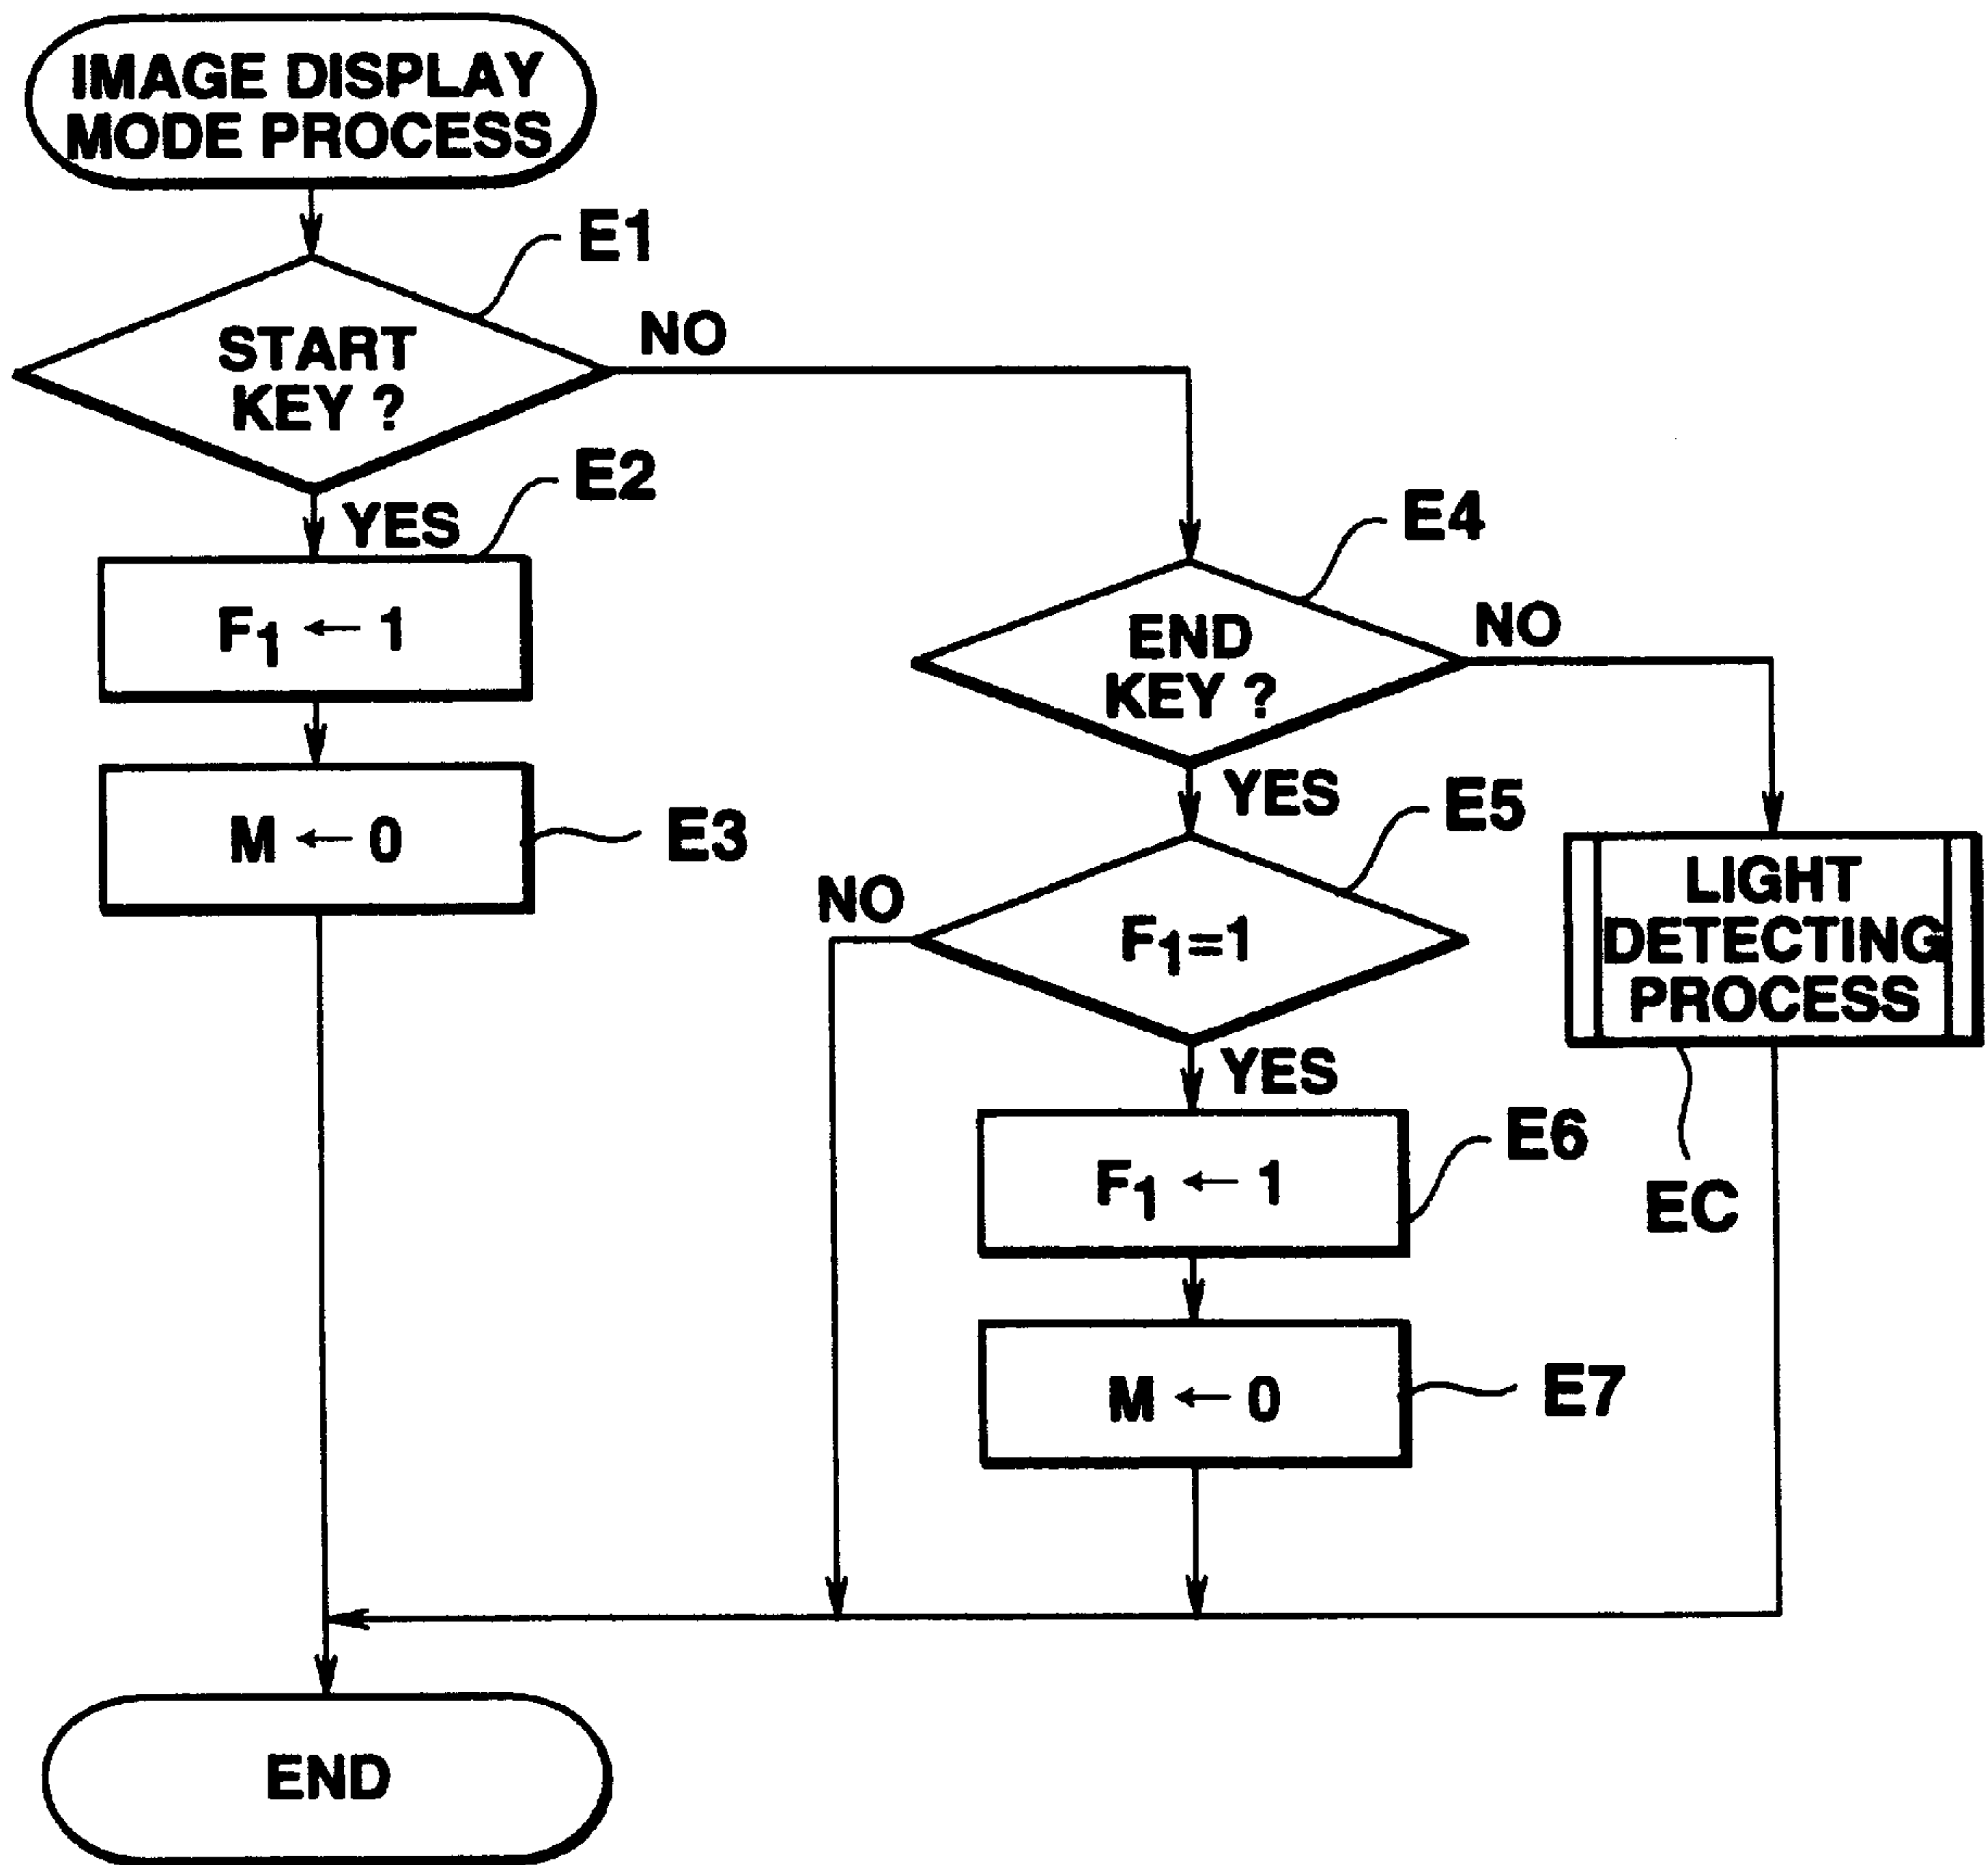 IMAGE DISPLAY
MODE PROCESS
E1
START
KEY ?
NO
YES
E2
F1 ← 1
M ← 0
E3
E4
END
KEY ?
NO
YES
E5
NO
F1=1
YES
LIGHT
DETECTING
PROCESS
EC
F1 ← 1
E6
M ← 0
E7
END